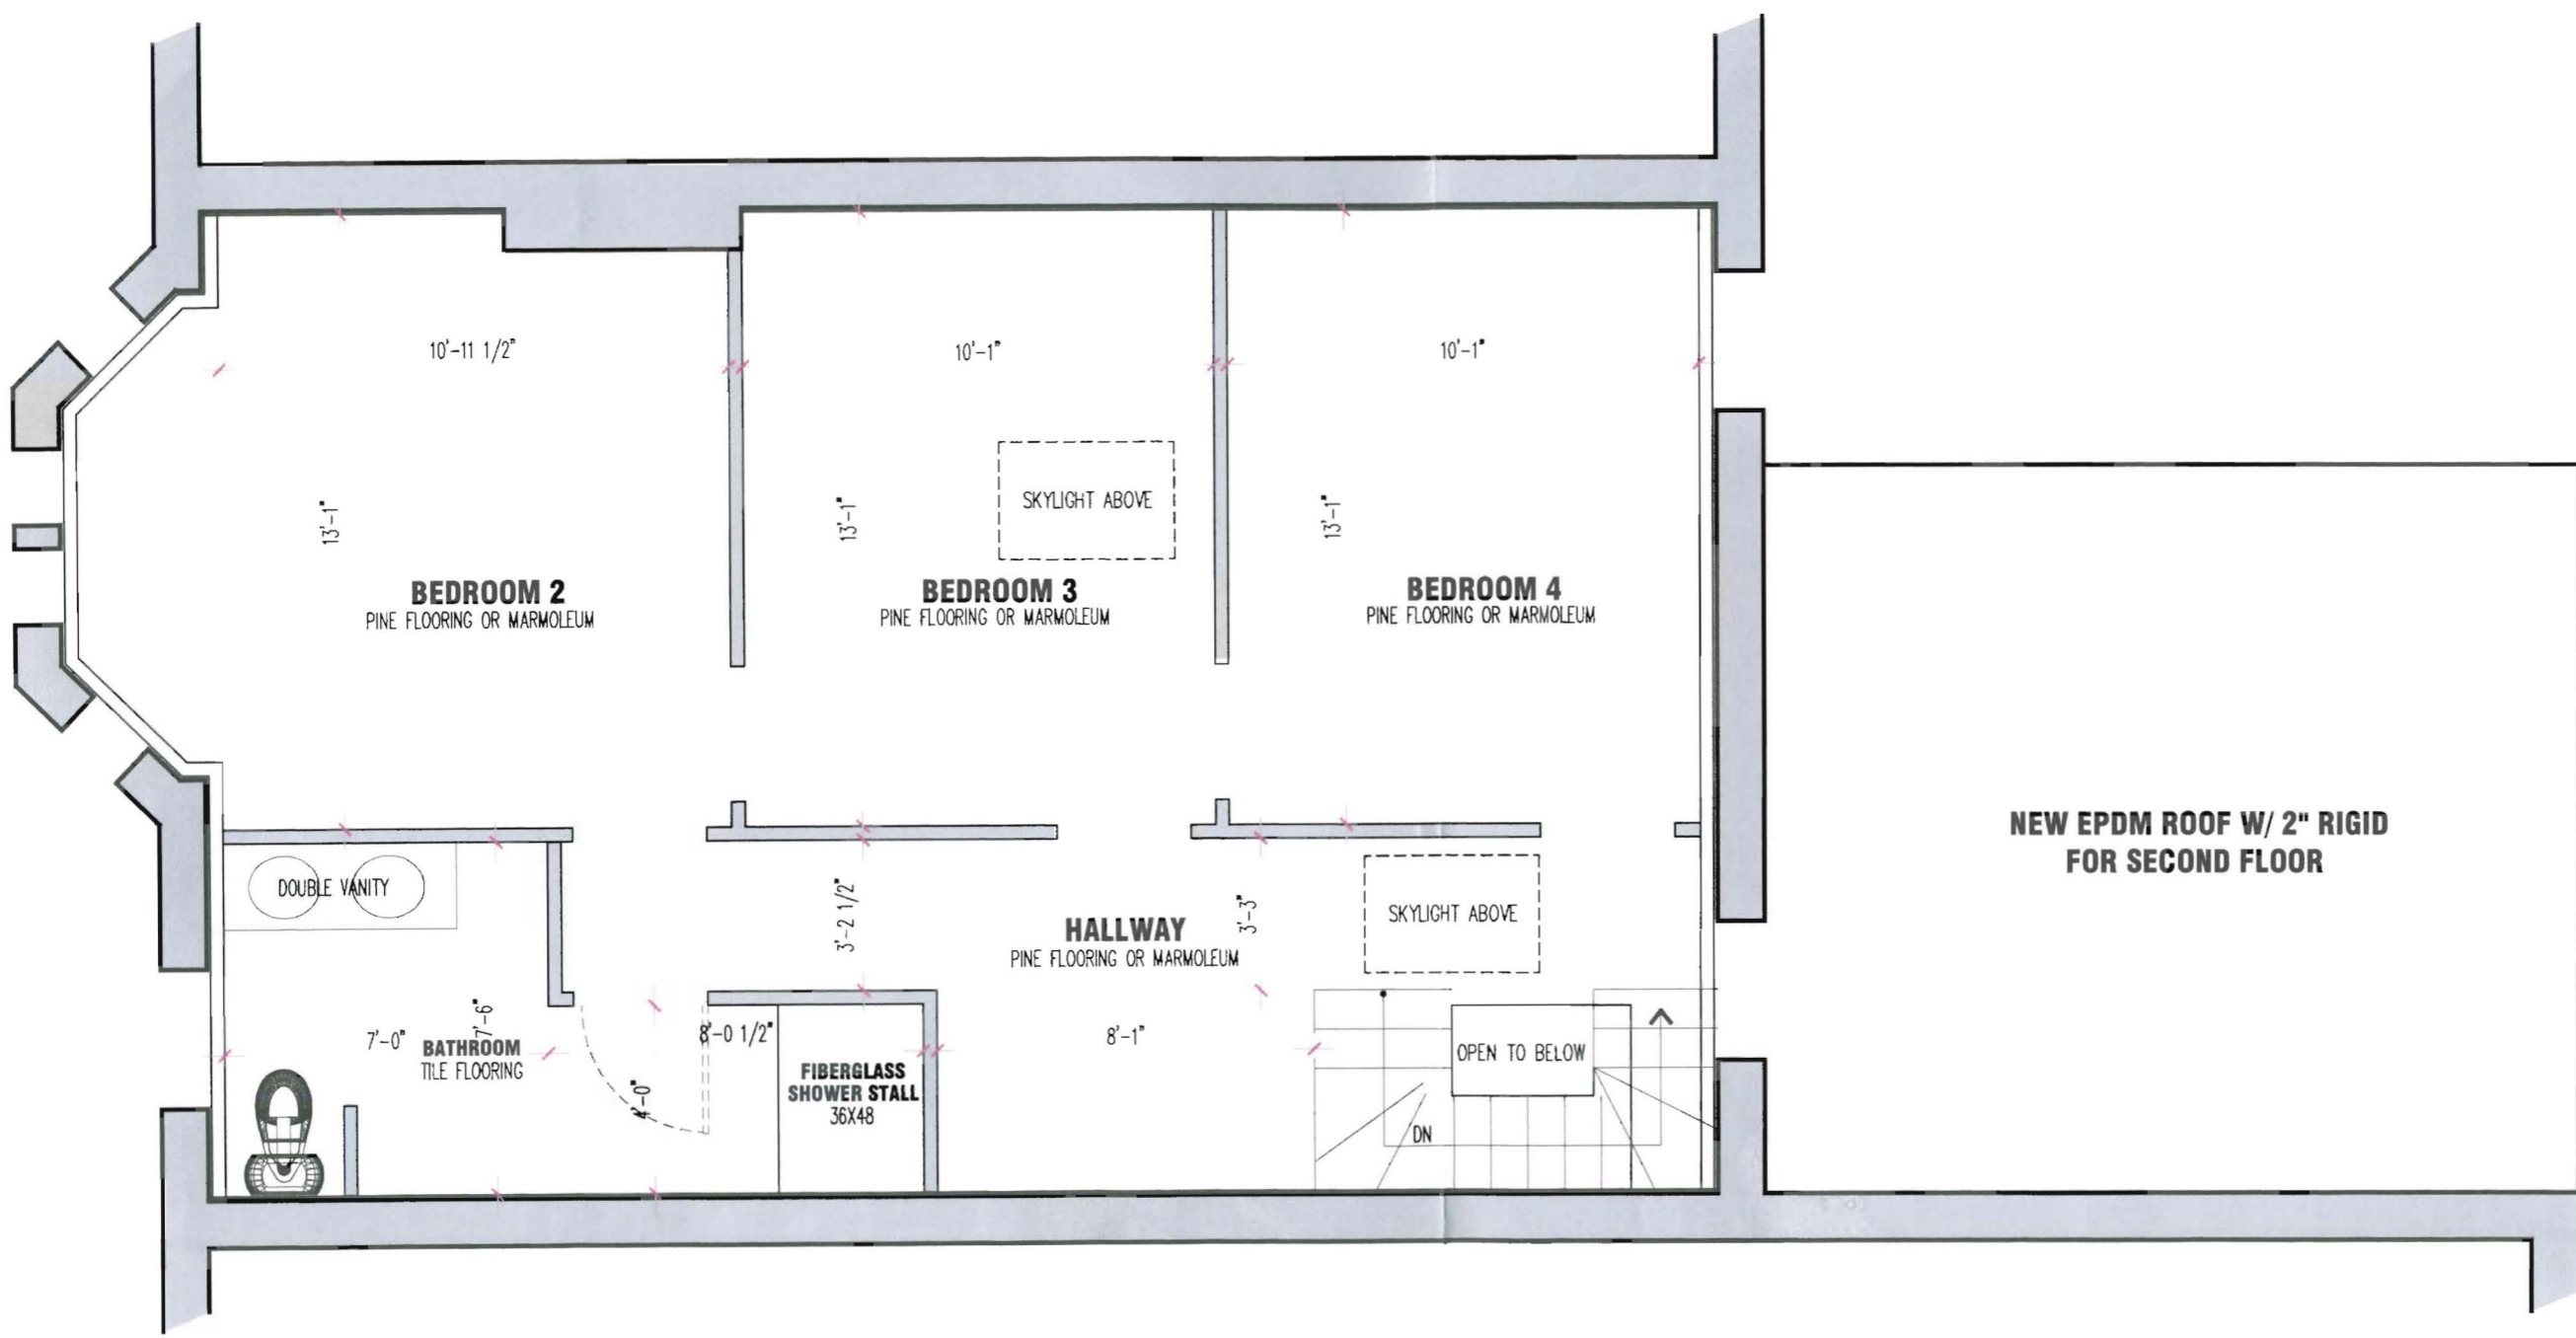 10'-11 1/2"
10'-1"
10'-1"
13'-1"
13'-1"
SKYLIGHT ABOVE
13'-1"
BEDROOM 2
PINE FLOORING OR MARMOLEUM
BEDROOM 3
PINE FLOORING OR MARMOLEUM
BEDROOM 4
PINE FLOORING OR MARMOLEUM
NEW EPDM ROOF W/ 2" RIGID
FOR SECOND FLOOR
DOUBLE VANITY
3'-2 1/2"
HALLWAY
PINE FLOORING OR MARMOLEUM
3'-3"
SKYLIGHT ABOVE
7'-0"
7'-6"
BATHROOM
TILE FLOORING
8'-0 1/2"
4'-0"
FIBERGLASS
SHOWER STALL
36X48
8'-1"
OPEN TO BELOW
DN